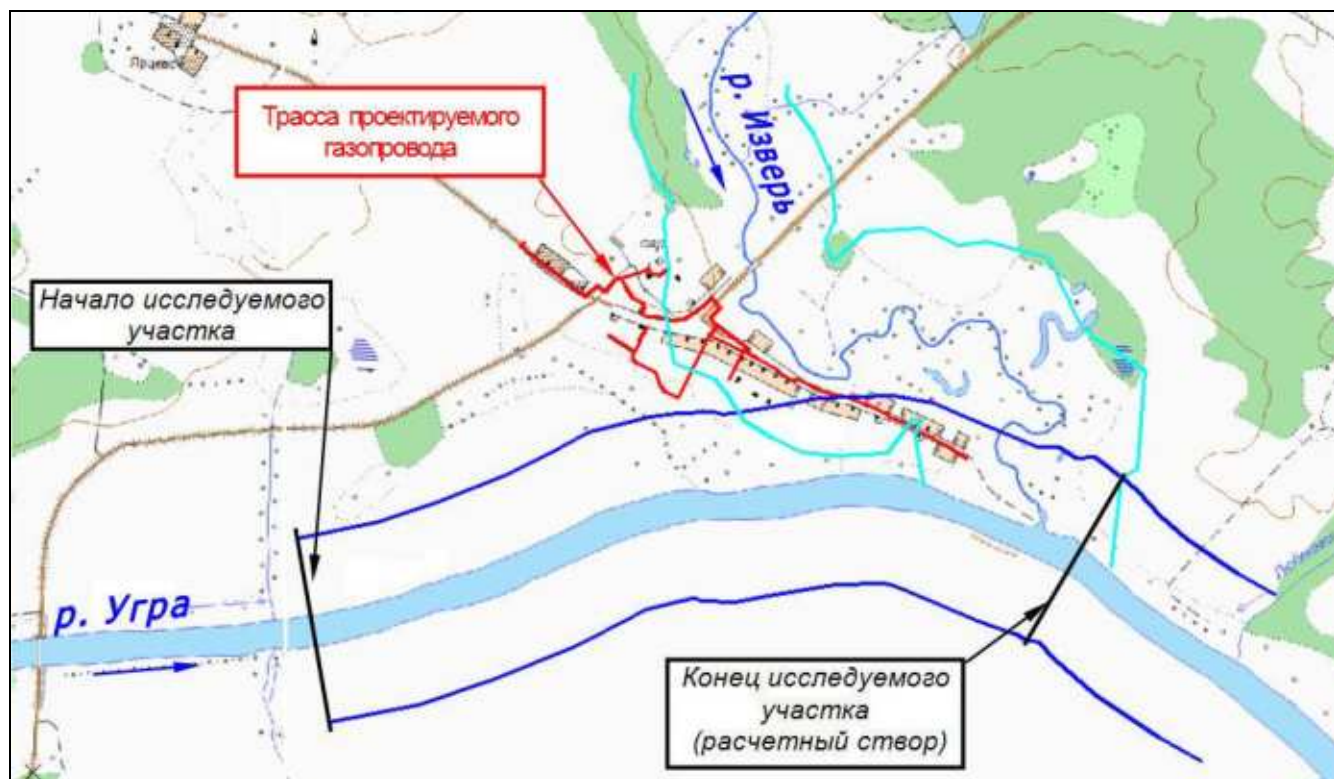 Трасса проектируемого
газопровода
р. Изверь
Начало исследуемого
участка
р. Угра
Конец исследуемого
участка
(расчетный створ)